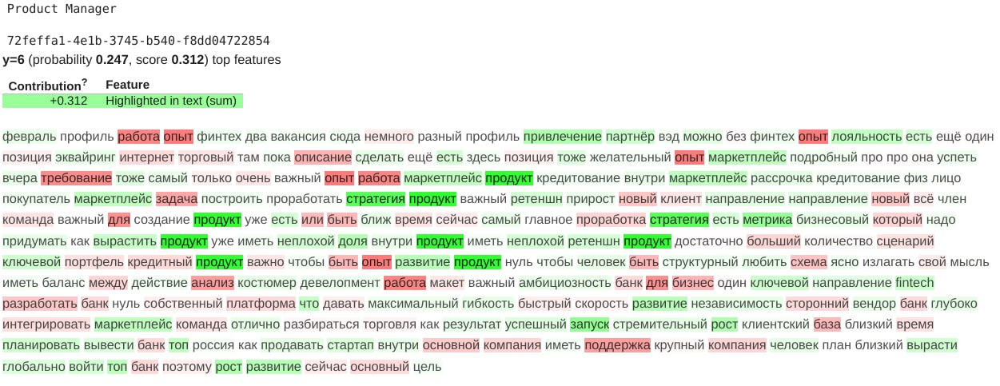 Product Manager
72feffa1-4e1b-3745-b540-f8dd04722854
y=6 (probability 0.247, score 0.312) top features
Contribution? Feature
+0.312 Highlighted in text (sum)
февраль профиль работа опыт финтех два вакансия сюда немного разный профиль привлечение партнёр вэд можно без финтех опыт лояльность есть ещё один
позиция эквайринг интернет торговый там пока описание сделать ещё есть здесь позиция тоже желательный опыт маркетплейс подробный про про она успеть
вчера требование тоже самый только очень важный опыт работа маркетплейс продукт кредитование внутри маркетплейс рассрочка кредитование физ лицо
покупатель маркетплейс задача построить проработать стратегия продукт важный ретеншн прирост новый клиент направление направление новый всё член
команда важный для создание продукт уже есть или быть ближ время сейчас самый главное проработка стратегия есть метрика бизнесовый который надо
придумать как вырастить продукт уже иметь неплохой доля внутри продукт иметь неплохой ретеншн продукт достаточно больший количество сценарий
ключевой портфель кредитный продукт важно чтобы быть опыт развитие продукт нуль чтобы человек быть структурный любить схема ясно излагать свой мысль
иметь баланс между действие анализ костюмер девелопмент работа макет важный амбициозность банк для бизнес один ключевой направление fintech
разработать банк нуль собственный платформа что давать максимальный гибкость быстрый скорость развитие независимость сторонний вендор банк глубоко
интегрировать маркетплейс команда отлично разбираться торговля как результат успешный запуск стремительный рост клиентский база близкий время
планировать вывести банк топ россия как продавать стартап внутри основной компания иметь поддержка крупный компания человек план близкий вырасти
глобально войти топ банк поэтому рост развитие сейчас основный цель